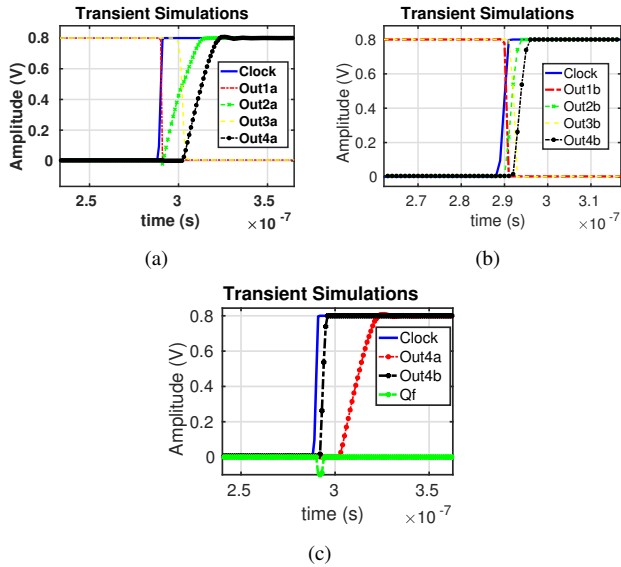 Transient Simulations
Amplitude (V)
0.8
0.6
0.4
0.2
0
Clock
Out1a
Out2a
Out3a
Out4a
2.5
3
3.5
time (s)
×10^-7
(a)
Transient Simulations
Amplitude (V)
0.8
0.6
0.4
0.2
0
Clock
Out1b
Out2b
Out3b
Out4b
2.7
2.8
2.9
3
3.1
time (s)
×10^-7
(b)
Transient Simulations
Amplitude (V)
0.8
0.6
0.4
0.2
0
Clock
Out4a
Out4b
Qf
2.5
3
3.5
time (s)
×10^-7
(c)